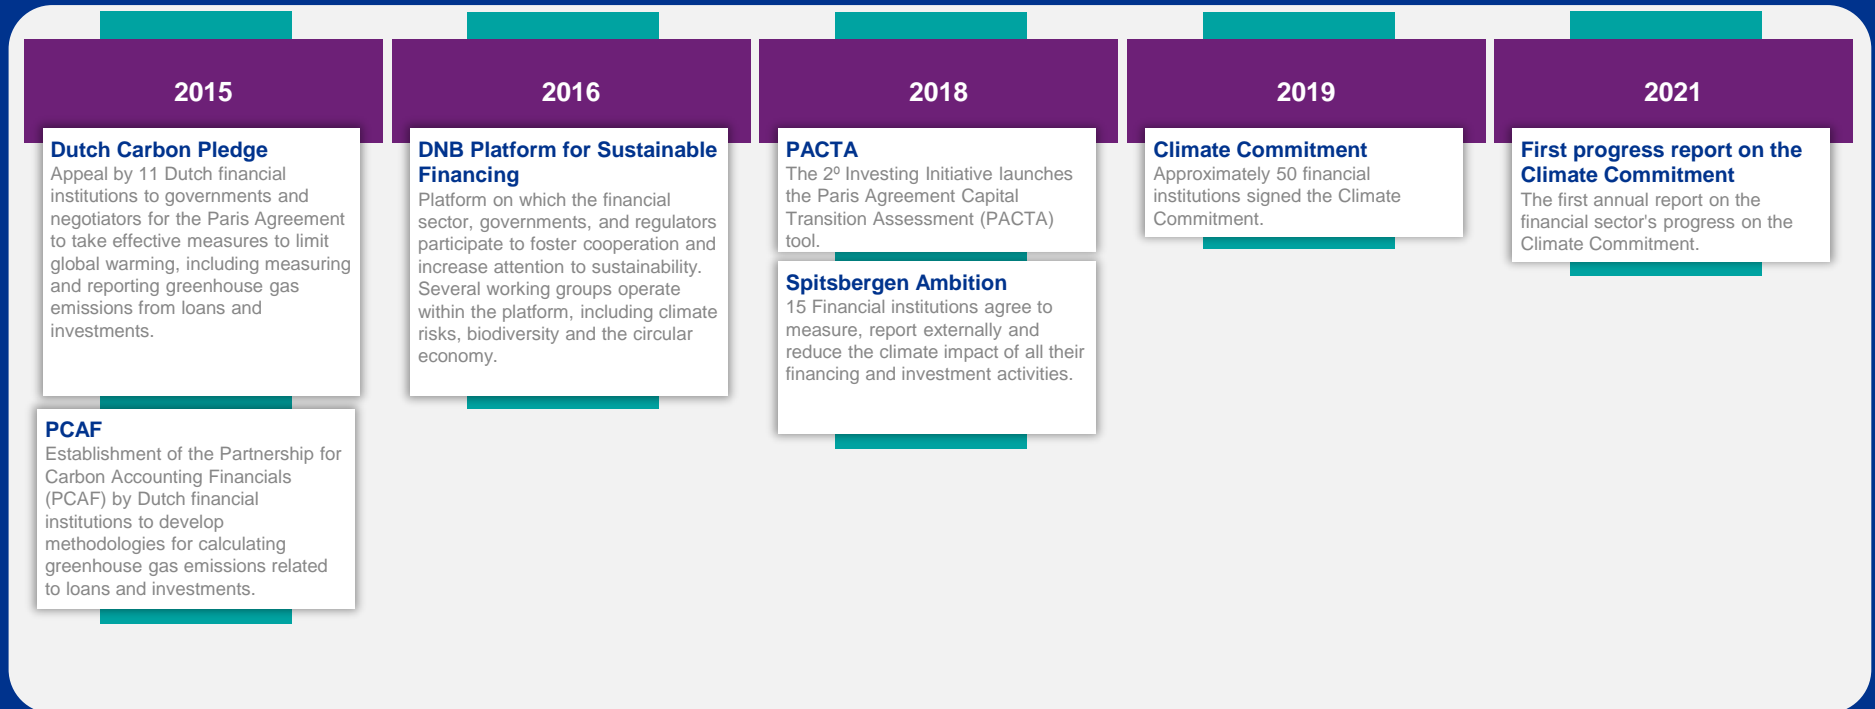 2015
Dutch Carbon Pledge
Appeal by 11 Dutch financial
institutions to governments and
negotiators for the Paris Agreement
to take effective measures to limit
global warming, including measuring
and reporting greenhouse gas
emissions from loans and
investments.
PCAF
Establishment of the Partnership for
Carbon Accounting Financials
(PCAF) by Dutch financial
institutions to develop
methodologies for calculating
greenhouse gas emissions related
to loans and investments.
2016
DNB Platform for Sustainable
Financing
Platform on which the financial
sector, governments, and regulators
participate to foster cooperation and
increase attention to sustainability.
Several working groups operate
within the platform, including climate
risks, biodiversity and the circular
economy.
2018
PACTA
The 2º Investing Initiative launches
the Paris Agreement Capital
Transition Assessment (PACTA)
tool.
Spitsbergen Ambition
15 Financial institutions agree to
measure, report externally and
reduce the climate impact of all their
financing and investment activities.
2019
Climate Commitment
Approximately 50 financial
institutions signed the Climate
Commitment.
2021
First progress report on the
Climate Commitment
The first annual report on the
financial sector's progress on the
Climate Commitment.